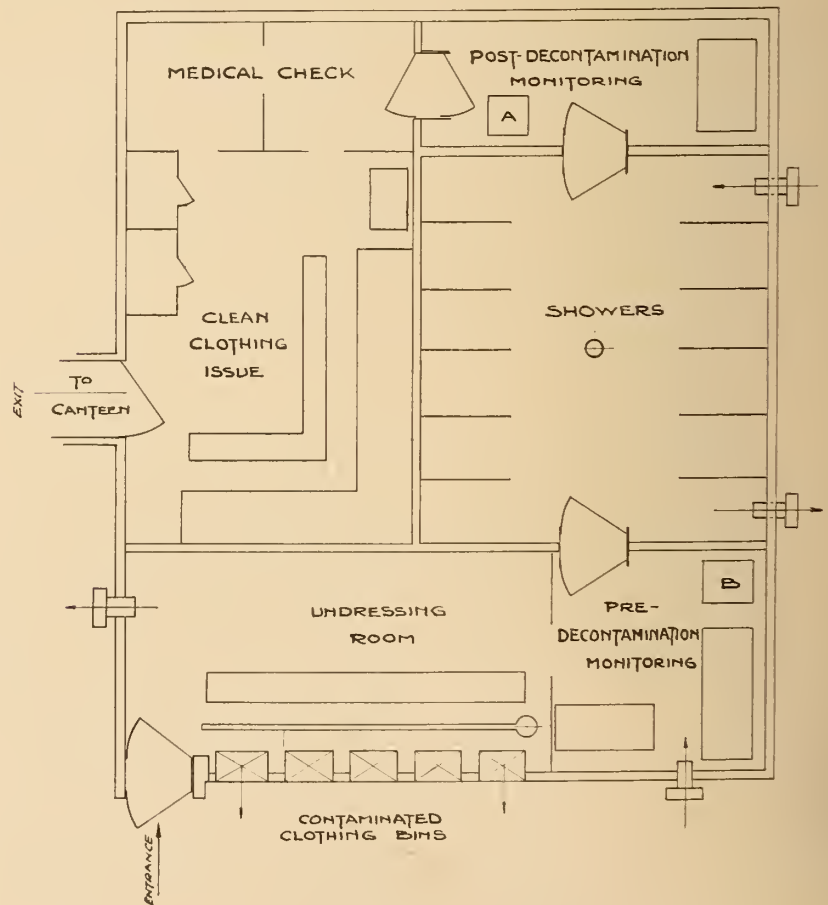 MEDICAL CHECK
POST-DECONTAMINATION
MONITORING
A
SHOWERS
CLEAN
CLOTHING
ISSUE
EXIT
TO
CANTEEN
UNDRESSING
ROOM
B
PRE-
DECONTAMINATION
MONITORING
CONTAMINATED
CLOTHING BINS
ENTRANCE